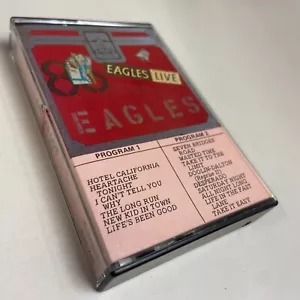 EAGLES LIVE
EAGLES
PROGRAM 1
HOTEL CALIFORNIA
HEARTACHE
TONIGHT
I CAN'T TELL YOU
WHY
THE LONG RUN
NEW KID IN TOWN
LIFE'S BEEN GOOD
PROGRAM 2
SEVEN BRIDGES
ROAD
WASTED TIME
TAKE IT TO THE
LIMIT
DOOLIN-DALTON
(Reprise II)
DESPERADO
SATURDAY NIGHT
ALL NIGHT LONG
LIFE IN THE FAST
LANE
TAKE IT EASY